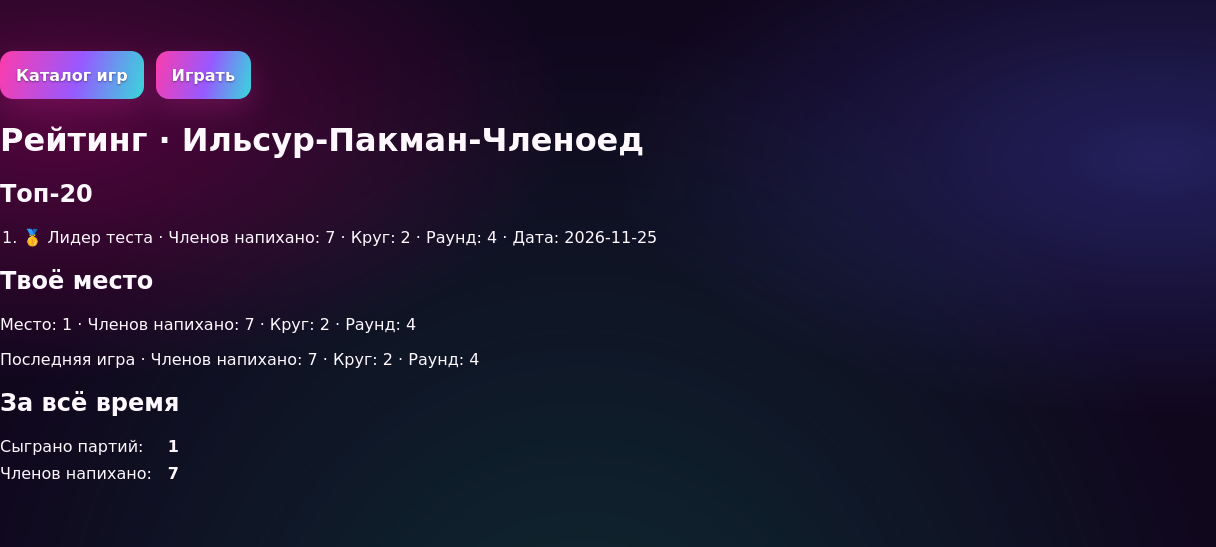 Каталог игр Играть
Рейтинг · Ильсур-Пакман-Членоед
Топ-20
1. 🥇 Лидер теста · Членов напихано: 7 · Круг: 2 · Раунд: 4 · Дата: 2026-11-25
Твоё место
Место: 1 · Членов напихано: 7 · Круг: 2 · Раунд: 4
Последняя игра · Членов напихано: 7 · Круг: 2 · Раунд: 4
За всё время
Сыграно партий: 1
Членов напихано: 7